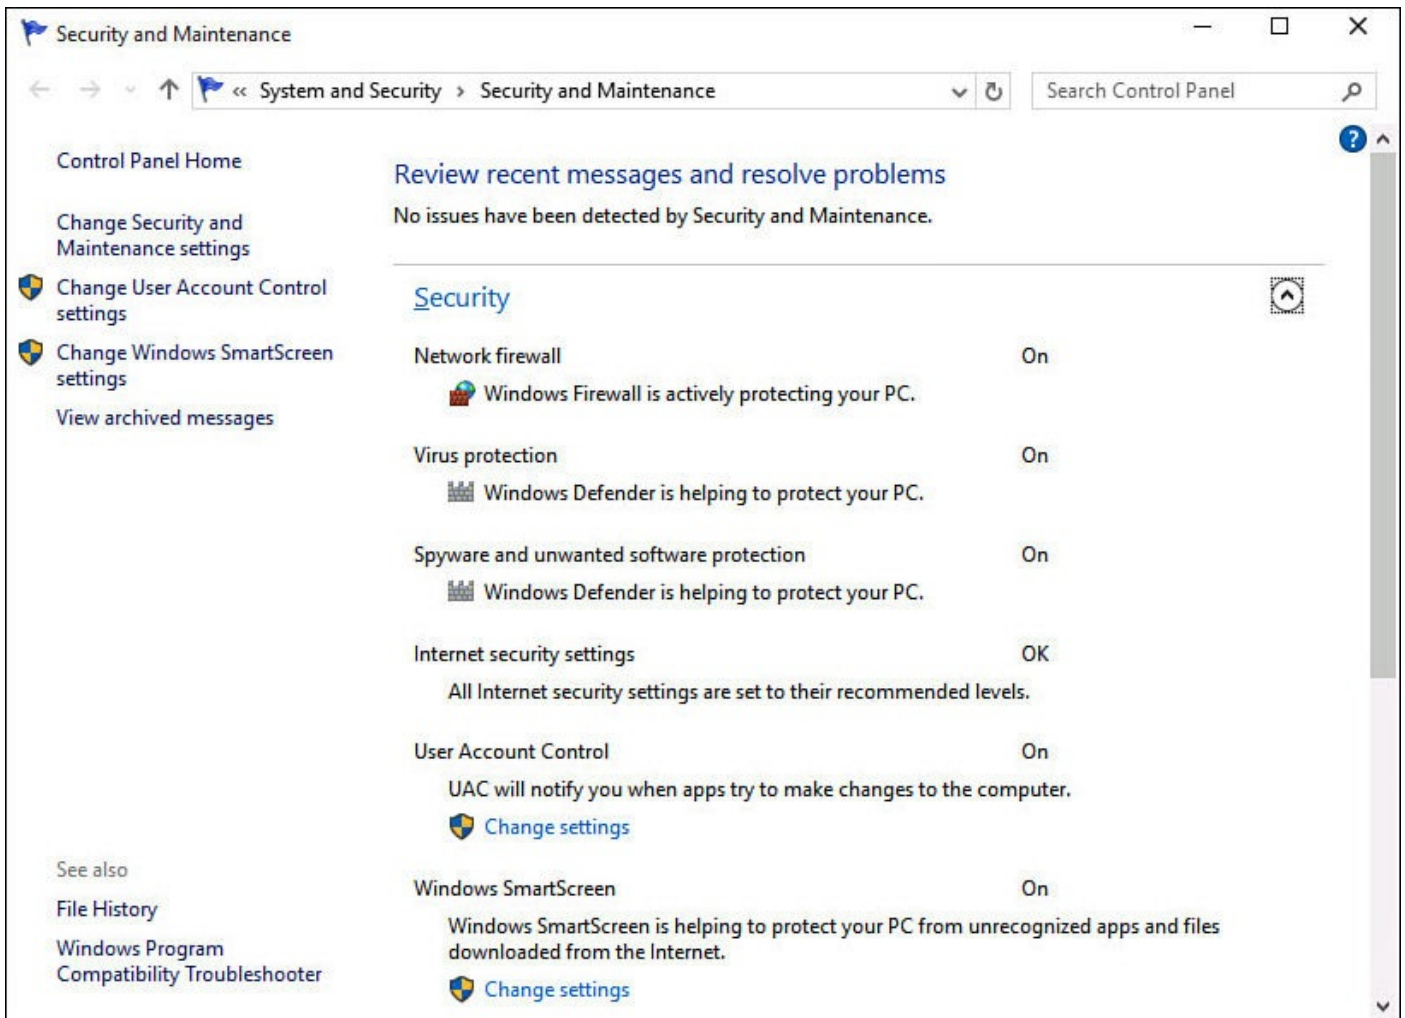 Security and Maintenance
« System and Security › Security and Maintenance
Search Control Panel
Control Panel Home
Change Security and
Maintenance settings
Change User Account Control
settings
Change Windows SmartScreen
settings
View archived messages
See also
File History
Windows Program
Compatibility Troubleshooter
?
Review recent messages and resolve problems
No issues have been detected by Security and Maintenance.
Security
Network firewall On
Windows Firewall is actively protecting your PC.
Virus protection On
Windows Defender is helping to protect your PC.
Spyware and unwanted software protection On
Windows Defender is helping to protect your PC.
Internet security settings OK
All Internet security settings are set to their recommended levels.
User Account Control On
UAC will notify you when apps try to make changes to the computer.
Change settings
Windows SmartScreen On
Windows SmartScreen is helping to protect your PC from unrecognized apps and files
downloaded from the Internet.
Change settings